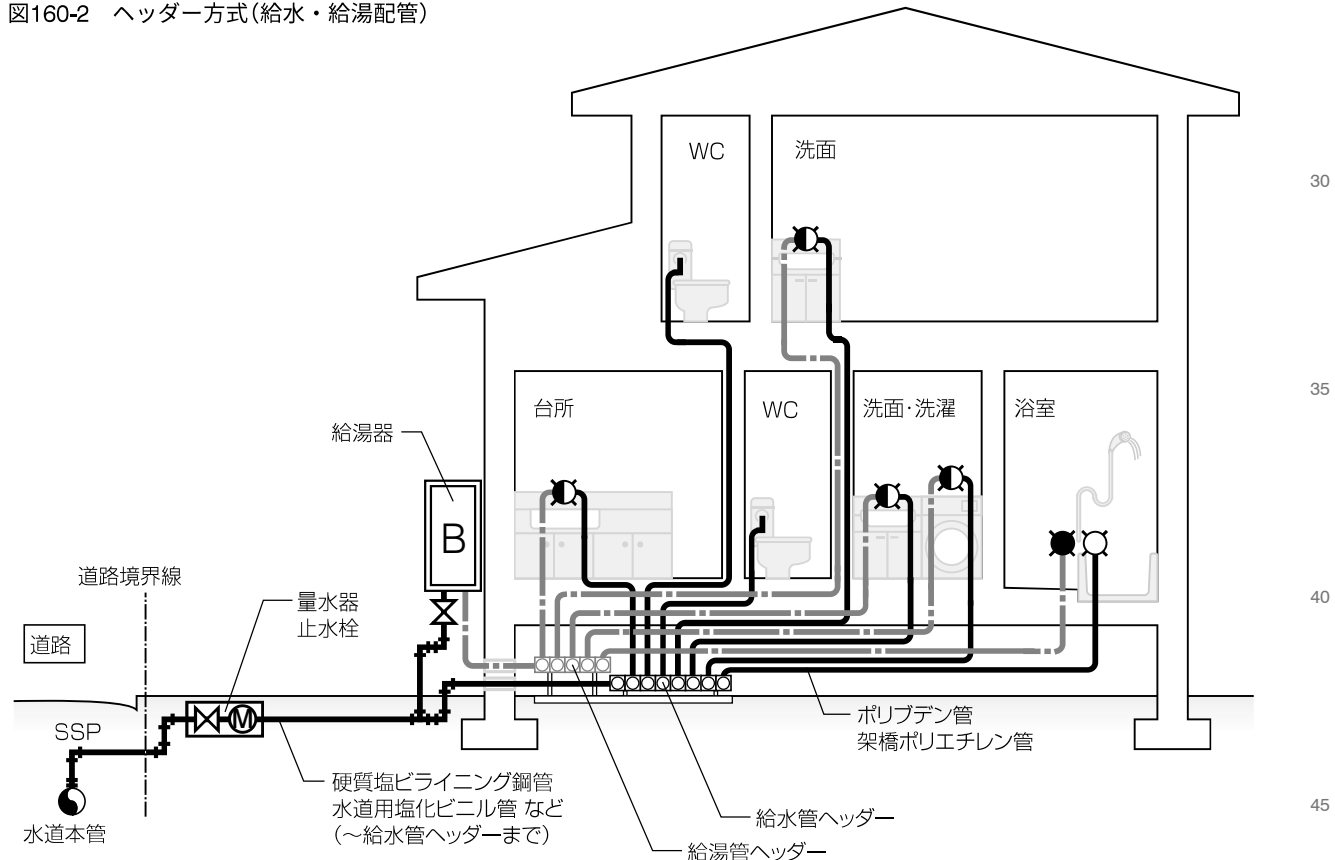 図160-2　ヘッダー方式(給水・給湯配管)
WC
洗面
30
35
台所
WC
洗面・洗濯
浴室
給湯器
B
道路境界線
量水器
止水栓
40
道路
M
SSP
ポリブデン管
架橋ポリエチレン管
硬質塩ビライニング鋼管
水道用塩化ビニル管 など
(～給水管ヘッダーまで)
水道本管
給水管ヘッダー
45
給湯管ヘッダー